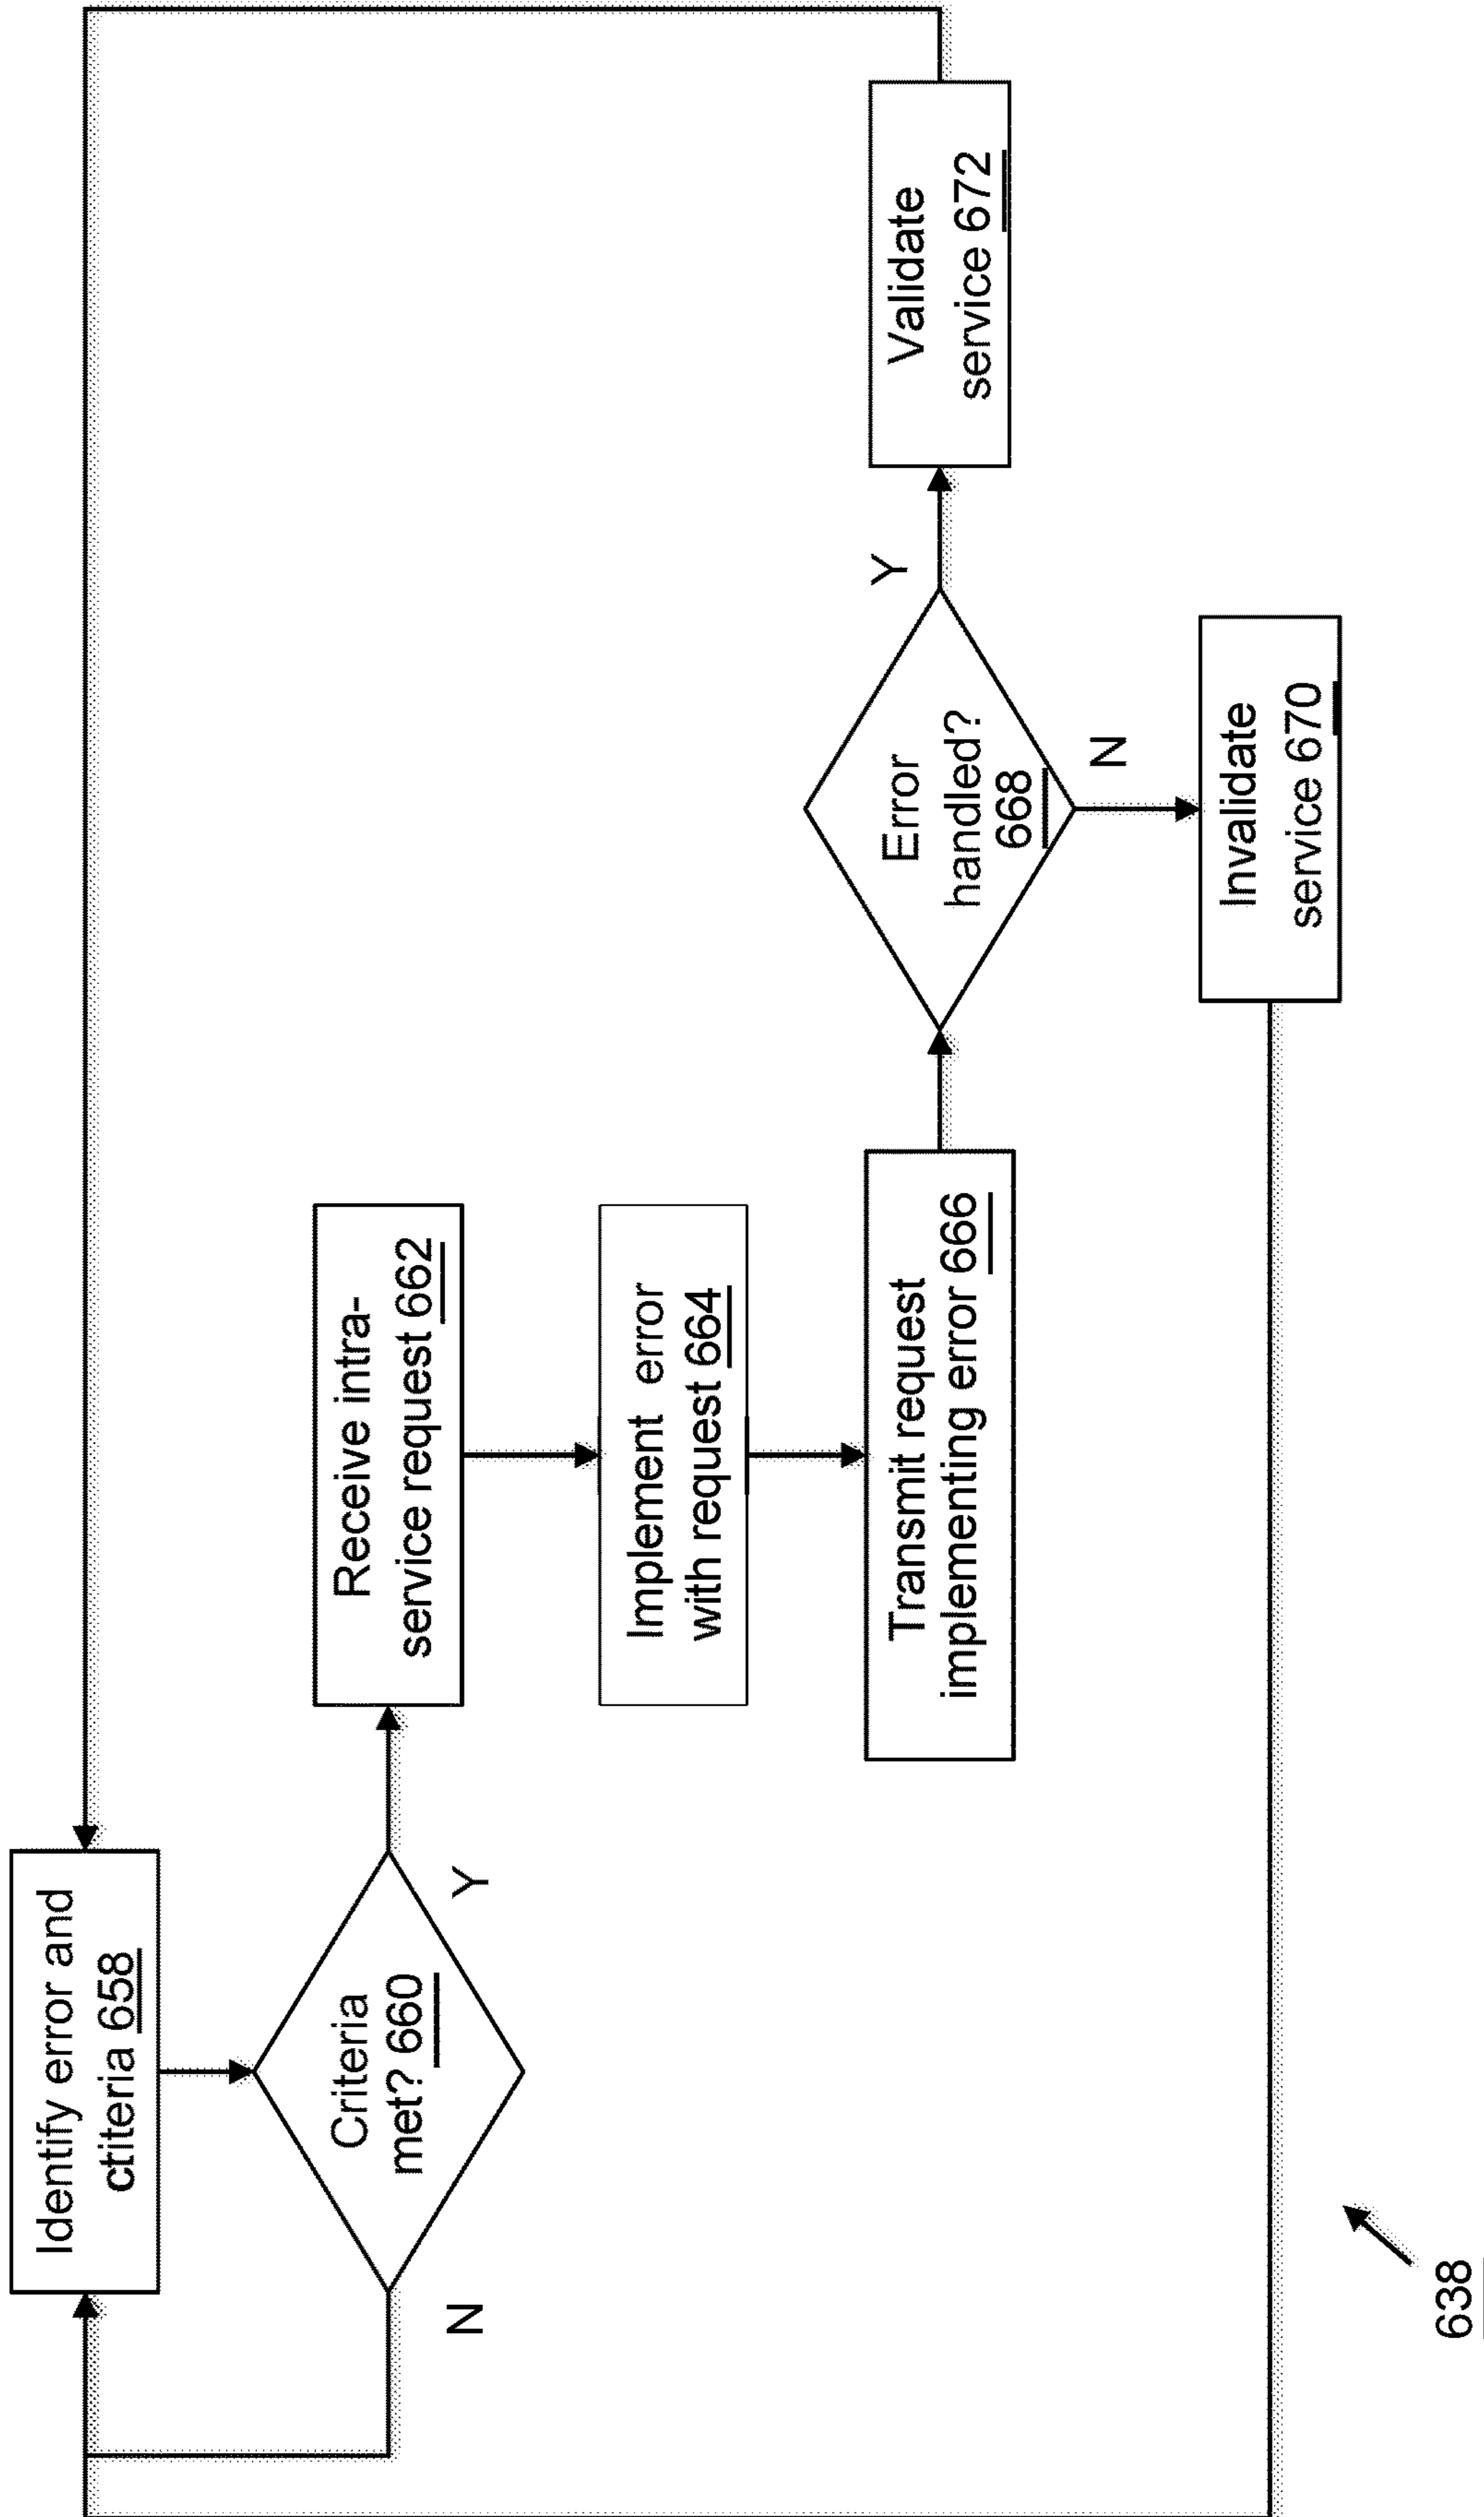 Identify error and
ctiteria 658
Criteria
met? 660
N
Y
Receive intra-
service request 662
Implement error
with request 664
Transmit request
implementing error 666
Error
handled?
668
Y
N
Validate
service 672
Invalidate
service 670
638